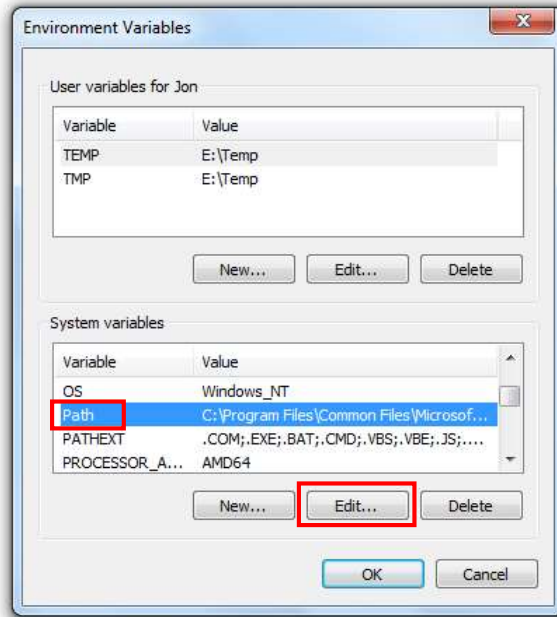 Environment Variables
User variables for Jon
Variable Value
TEMP E:\Temp
TMP E:\Temp
New... Edit... Delete
System variables
Variable Value
OS Windows_NT
Path C:\Program Files\Common Files\Microsof...
PATHEXT .COM;.EXE;.BAT;.CMD;.VBS;.VBE;.JS;....
PROCESSOR_A... AMD64
New... Edit... Delete
OK Cancel